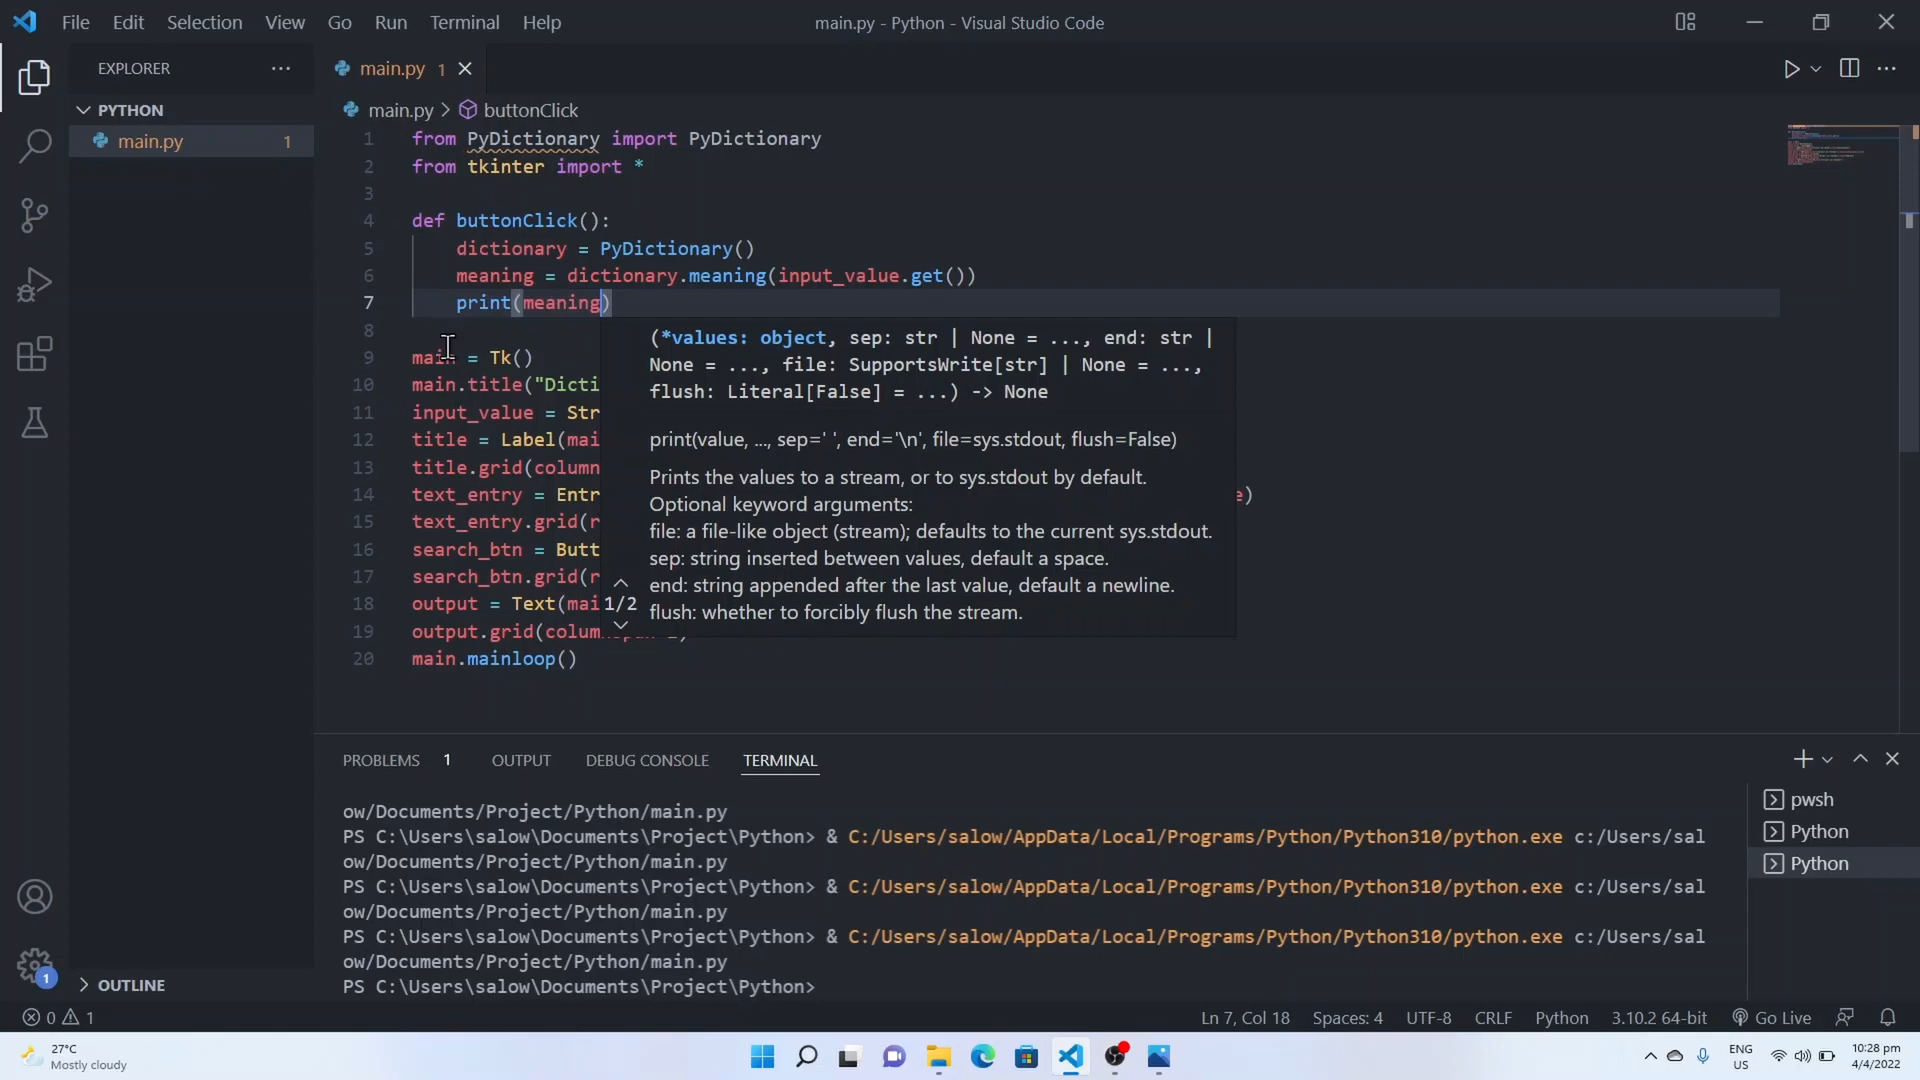 File Edit Selection View Go Run Terminal Help
main.py - Python - Visual Studio Code
EXPLORER
PYTHON
main.py 1
OUTLINE
main.py 1
main.py > buttonClick
1 from PyDictionary import PyDictionary
2 from tkinter import *
3
4 def buttonClick():
5 dictionary = PyDictionary()
6 meaning = dictionary.meaning(input_value.get())
7 print(meaning)
8
9 main = Tk()
10 main.title("Dicti
11 input_value = Str
12 title = Label(mai
13 title.grid(column
14 text_entry = Entr e)
15 text_entry.grid(r
16 search_btn = Butt
17 search_btn.grid(r
18 output = Text(mai
19 output.grid(colum
20 main.mainloop()
(*values: object, sep: str |
None = ..., end: str |
None = ..., file: SupportsWrite[str] | None = ...,
flush: Literal[False] = ...) -> None
print(value, ..., sep=' ', end='\n', file=sys.stdout, flush=False)
Prints the values to a stream, or to sys.stdout by default.
Optional keyword arguments:
file: a file-like object (stream); defaults to the current sys.stdout.
sep: string inserted between values, default a space.
end: string appended after the last value, default a newline.
1/2 flush: whether to forcibly flush the stream.
PROBLEMS 1 OUTPUT DEBUG CONSOLE TERMINAL
ow/Documents/Project/Python/main.py
PS C:\Users\salow\Documents\Project\Python> & C:/Users/salow/AppData/Local/Programs/Python/Python310/python.exe c:/Users/sal
ow/Documents/Project/Python/main.py
PS C:\Users\salow\Documents\Project\Python> & C:/Users/salow/AppData/Local/Programs/Python/Python310/python.exe c:/Users/sal
ow/Documents/Project/Python/main.py
PS C:\Users\salow\Documents\Project\Python> & C:/Users/salow/AppData/Local/Programs/Python/Python310/python.exe c:/Users/sal
ow/Documents/Project/Python/main.py
PS C:\Users\salow\Documents\Project\Python>
pwsh
Python
Python
1
0 1
Ln 7, Col 18 Spaces: 4 UTF-8 CRLF Python 3.10.2 64-bit Go Live
27°C
Mostly cloudy
ENG
US
10:28 pm
4/4/2022